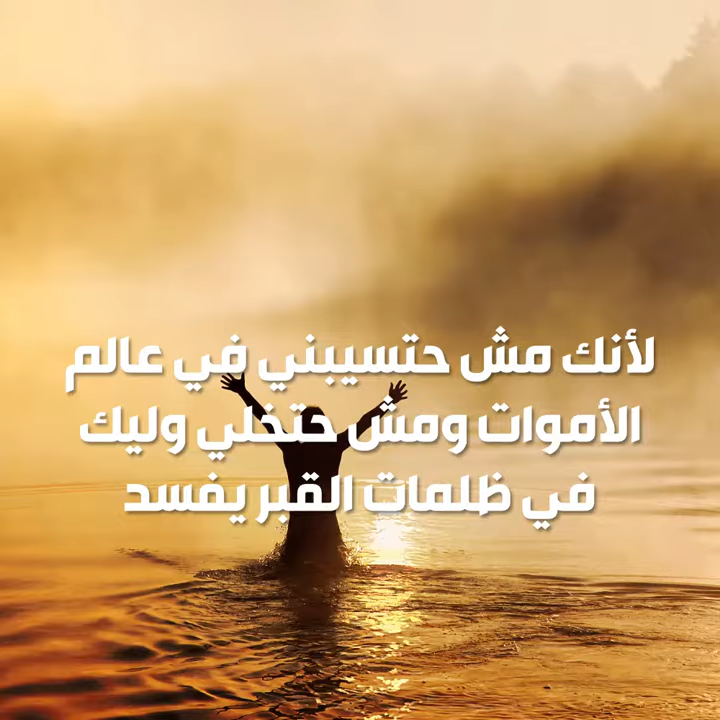 لأنك مش حتسيبني في عالم
الأموات ومش حتخلي وليك
في ظلمات القبر يفسد